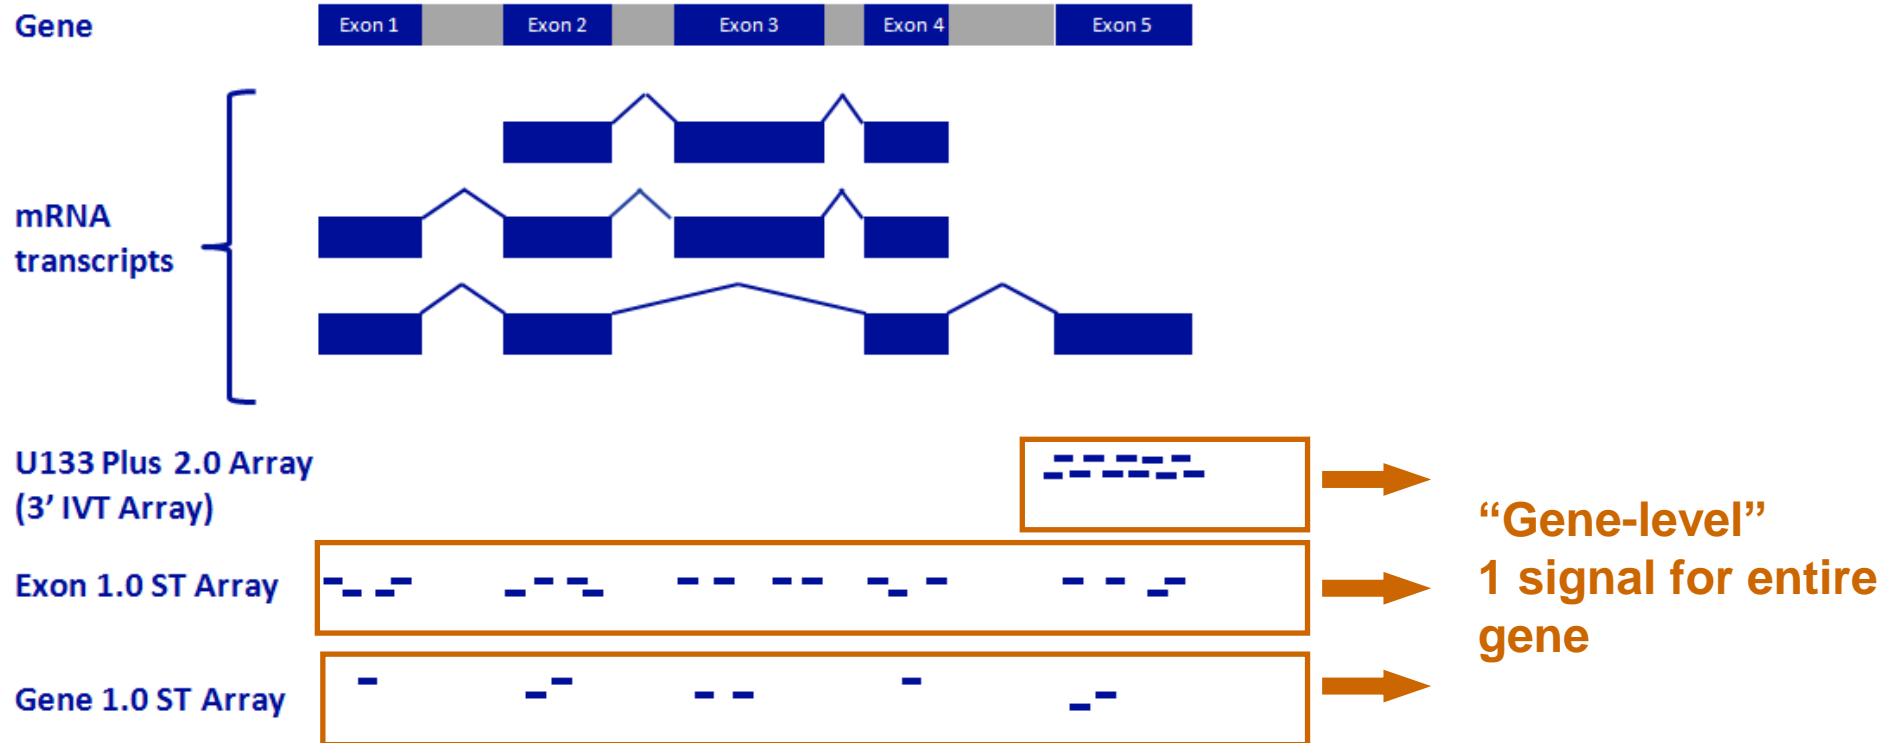 Gene
Exon 1
Exon 2
Exon 3
Exon 4
Exon 5
mRNA
transcripts
U133 Plus 2.0 Array
(3’ IVT Array)
Exon 1.0 ST Array
Gene 1.0 ST Array
“Gene-level”
1 signal for entire
gene